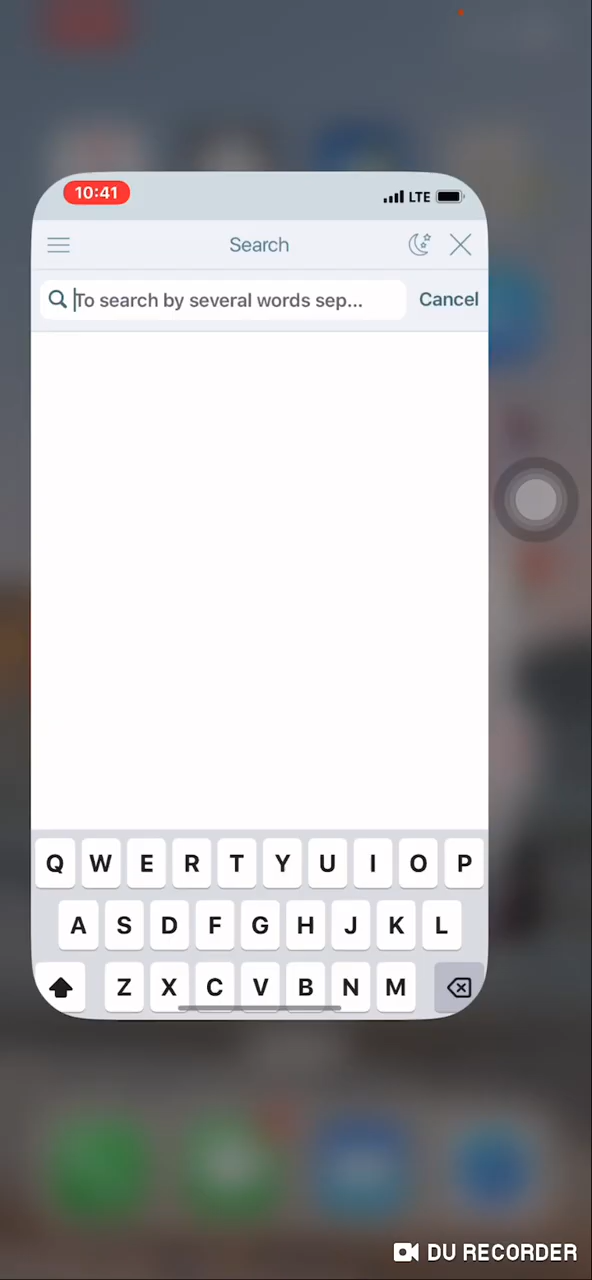 10:41
LTE
Search
To search by several words sep...
Cancel
Q W E R T Y U I O P
A S D F G H J K L
Z X C V B N M
DU RECORDER